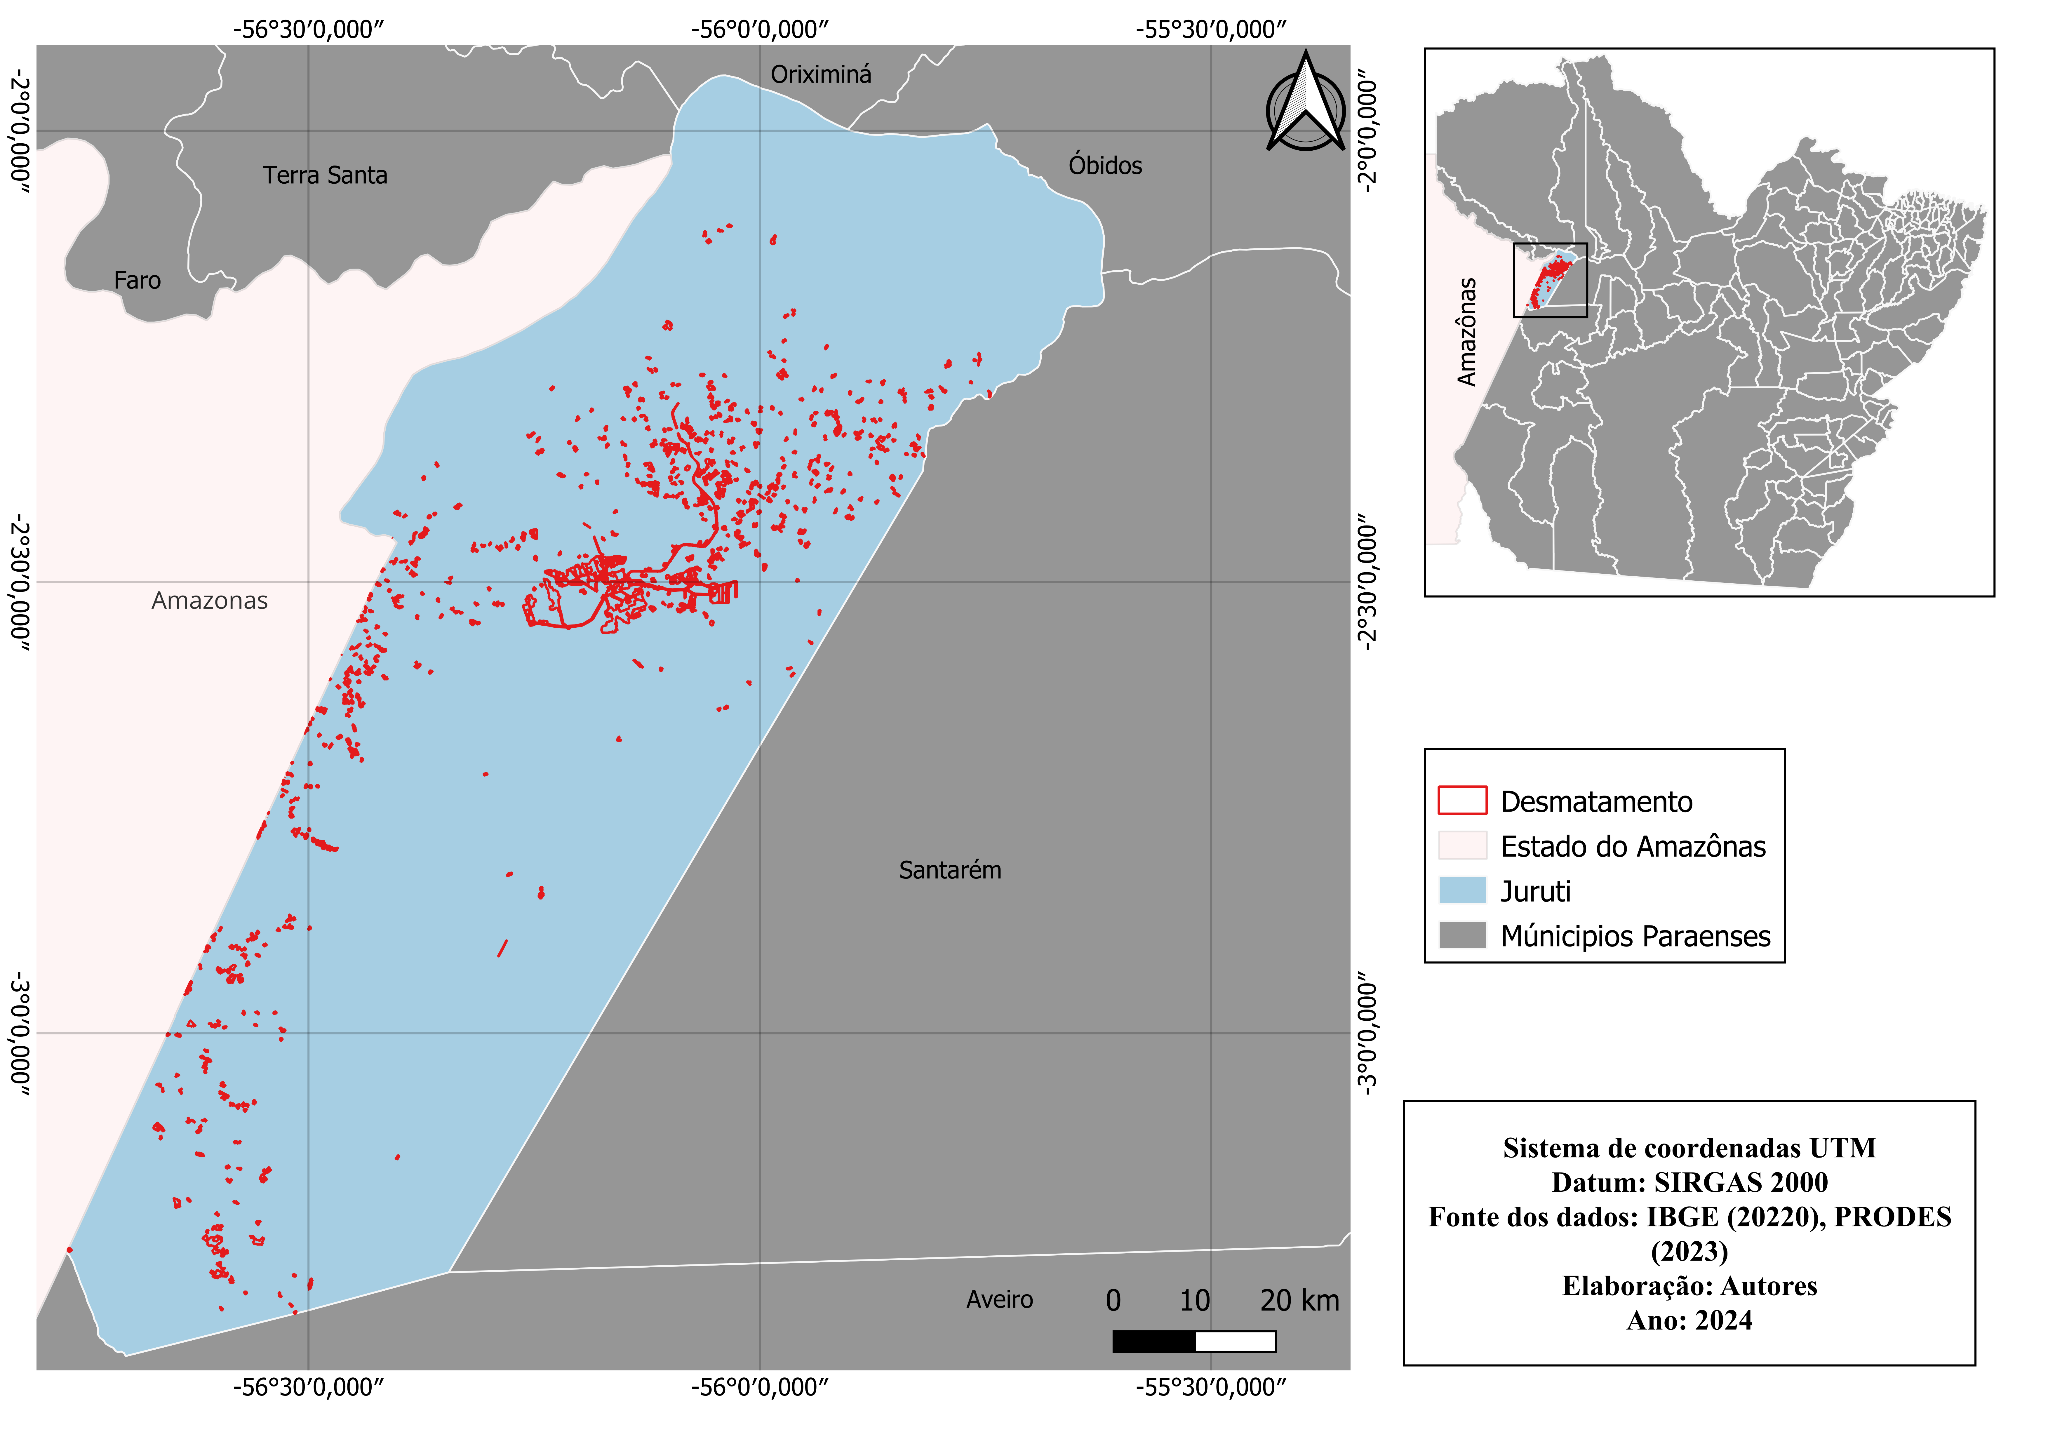 -56°30′0,000″
-56°0′0,000″
-55°30′0,000″
-2°0′0,000″
-2°0′0,000″
Oriximiná
Terra Santa
Óbidos
Faro
Amazônas
-2°30′0,000″
-2°30′0,000″
Amazonas
Desmatamento
Estado do Amazônas
Juruti
Múnicipios Paraenses
Santarém
-3°0′0,000″
-3°0′0,000″
Sistema de coordenadas UTM
Datum: SIRGAS 2000
Fonte dos dados: IBGE (20220), PRODES
(2023)
Elaboração: Autores
Ano: 2024
Aveiro
0 10 20 km
-56°30′0,000″
-56°0′0,000″
-55°30′0,000″